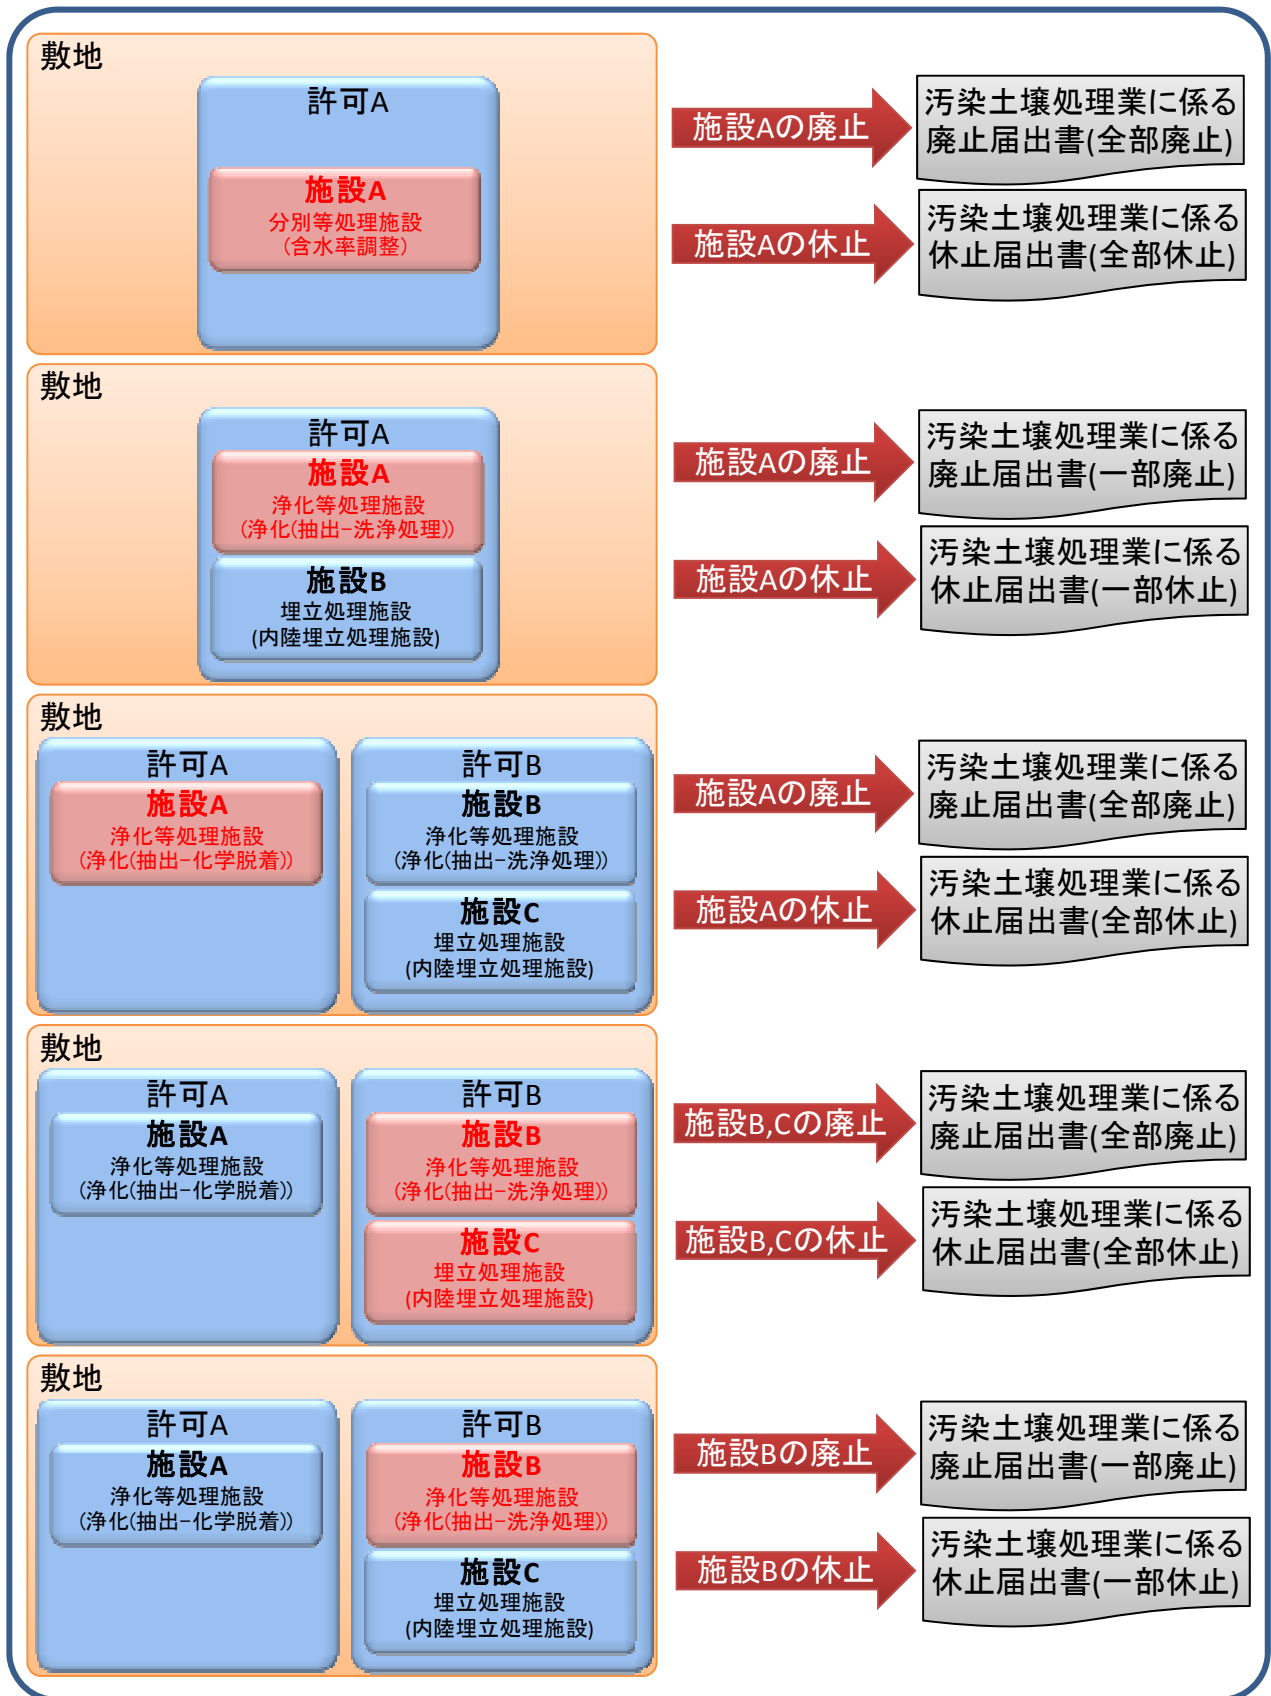 敷地
許可A
施設A
分別等処理施設
(含水率調整)
施設Aの廃止
汚染土壌処理業に係る
廃止届出書(全部廃止)
施設Aの休止
汚染土壌処理業に係る
休止届出書(全部休止)
敷地
許可A
施設A
浄化等処理施設
(浄化(抽出−洗浄処理))
施設B
埋立処理施設
(内陸埋立処理施設)
施設Aの廃止
汚染土壌処理業に係る
廃止届出書(一部廃止)
施設Aの休止
汚染土壌処理業に係る
休止届出書(一部休止)
敷地
許可A
施設A
浄化等処理施設
(浄化(抽出−化学脱着))
許可B
施設B
浄化等処理施設
(浄化(抽出−洗浄処理))
施設C
埋立処理施設
(内陸埋立処理施設)
施設Aの廃止
汚染土壌処理業に係る
廃止届出書(全部廃止)
施設Aの休止
汚染土壌処理業に係る
休止届出書(全部休止)
敷地
許可A
施設A
浄化等処理施設
(浄化(抽出−化学脱着))
許可B
施設B
浄化等処理施設
(浄化(抽出−洗浄処理))
施設C
埋立処理施設
(内陸埋立処理施設)
施設B,Cの廃止
汚染土壌処理業に係る
廃止届出書(全部廃止)
施設B,Cの休止
汚染土壌処理業に係る
休止届出書(全部休止)
敷地
許可A
施設A
浄化等処理施設
(浄化(抽出−化学脱着))
許可B
施設B
浄化等処理施設
(浄化(抽出−洗浄処理))
施設C
埋立処理施設
(内陸埋立処理施設)
施設Bの廃止
汚染土壌処理業に係る
廃止届出書(一部廃止)
施設Bの休止
汚染土壌処理業に係る
休止届出書(一部休止)